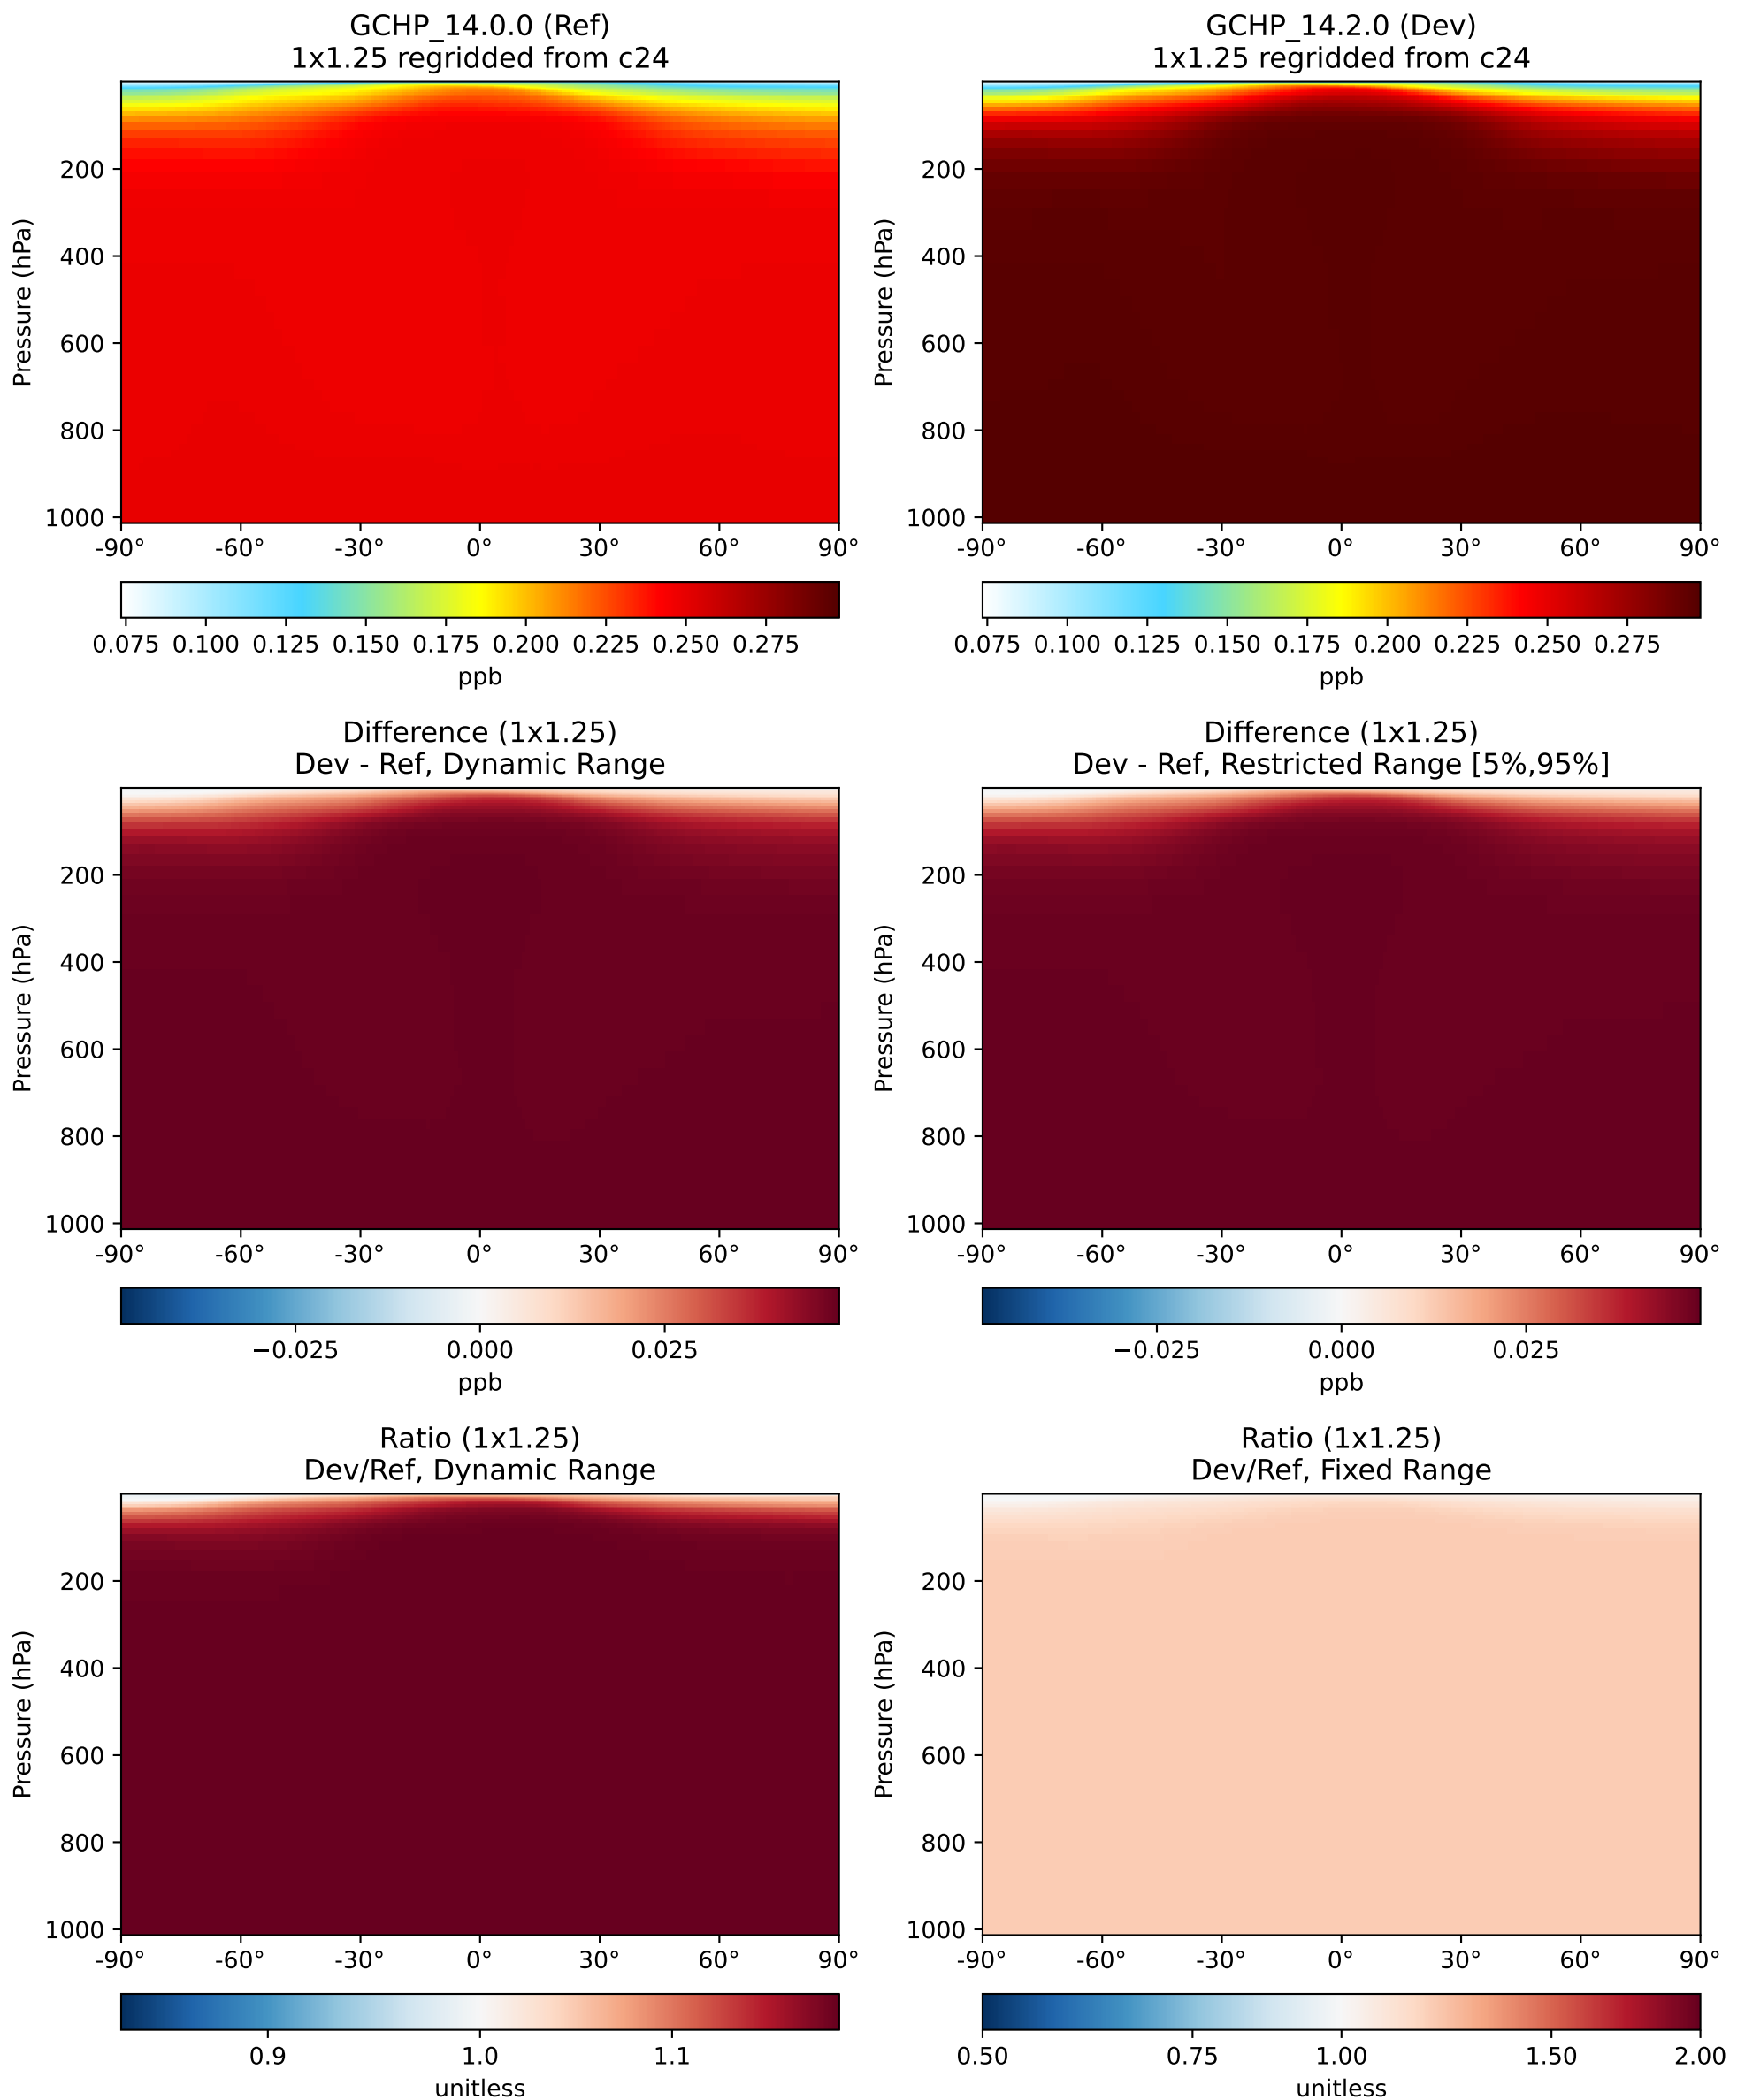 GCHP_14.0.0 (Ref)
1x1.25 regridded from c24
Pressure (hPa)
200
400
600
800
1000
-90° -60° -30° 0° 30° 60° 90°
0.075 0.100 0.125 0.150 0.175 0.200 0.225 0.250 0.275
ppb
GCHP_14.2.0 (Dev)
1x1.25 regridded from c24
Pressure (hPa)
200
400
600
800
1000
-90° -60° -30° 0° 30° 60° 90°
0.075 0.100 0.125 0.150 0.175 0.200 0.225 0.250 0.275
ppb
Difference (1x1.25)
Dev - Ref, Dynamic Range
Pressure (hPa)
200
400
600
800
1000
-90° -60° -30° 0° 30° 60° 90°
−0.025 0.000 0.025
ppb
Difference (1x1.25)
Dev - Ref, Restricted Range [5%,95%]
Pressure (hPa)
200
400
600
800
1000
-90° -60° -30° 0° 30° 60° 90°
−0.025 0.000 0.025
ppb
Ratio (1x1.25)
Dev/Ref, Dynamic Range
Pressure (hPa)
200
400
600
800
1000
-90° -60° -30° 0° 30° 60° 90°
0.9 1.0 1.1
unitless
Ratio (1x1.25)
Dev/Ref, Fixed Range
Pressure (hPa)
200
400
600
800
1000
-90° -60° -30° 0° 30° 60° 90°
0.50 0.75 1.00 1.50 2.00
unitless